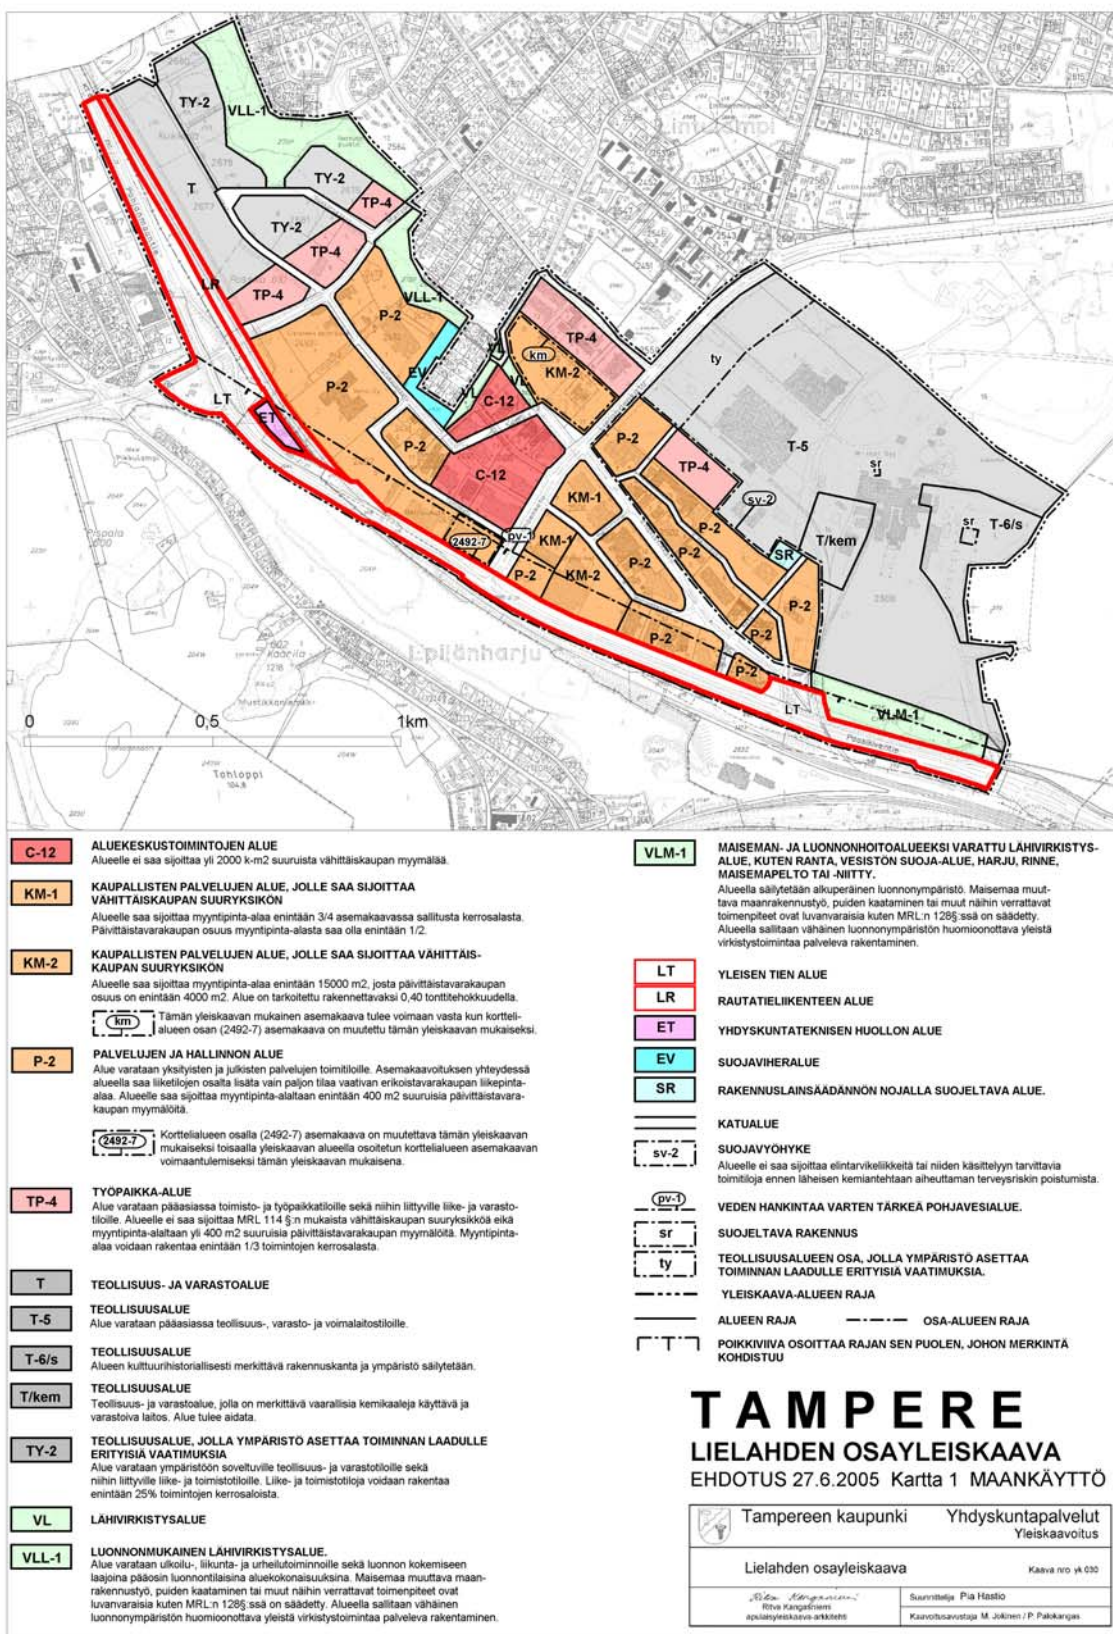 TY-2
VLL-1
TY-2
T
TP-4
TY-2
TP-4
LR
TP-4
VLL-1
P-2
TP-4
km
KM-2
VL
ty
EV
P-2
VL
VL
LT
C-12
ET
P-2
P-2
T-5
TP-4
C-12
sr
KM-1
sv-2
T-6/s
sr
P-2
T/kem
2492-7
pv-1
KM-1
P-2
P-2
SR
P-2
KM-2
P-2
P-2
Epilänharju
P-2
P-2
LT
VLM-1
Paasikiventie
0 0,5 1km
Tohloppi
104,8
C-12
ALUEKESKUSTOIMINTOJEN ALUE
Alueelle ei saa sijoittaa yli 2000 k-m2 suuruista vähittäiskaupan myymälää.
KM-1
KAUPALLISTEN PALVELUJEN ALUE, JOLLE SAA SIJOITTAA
VÄHITTÄISKAUPAN SUURYKSIKÖN
Alueelle saa sijoittaa myyntipinta-alaa enintään 3/4 asemakaavassa sallitusta kerrosalasta.
Päivittäistavarakaupan osuus myyntipinta-alasta saa olla enintään 1/2.
KM-2
KAUPALLISTEN PALVELUJEN ALUE, JOLLE SAA SIJOITTAA VÄHITTÄIS-
KAUPAN SUURYKSIKÖN
Alueelle saa sijoittaa myyntipinta-alaa enintään 15000 m2, josta päivittäistavarakaupan
osuus on enintään 4000 m2. Alue on tarkoitettu rakennettavaksi 0,40 tonttitehokkuudella.
km
Tämän yleiskaavan mukainen asemakaava tulee voimaan vasta kun kortteli-
alueen osan (2492-7) asemakaava on muutettu tämän yleiskaavan mukaiseksi.
P-2
PALVELUJEN JA HALLINNON ALUE
Alue varataan yksityisten ja julkisten palvelujen toimitiloille. Asemakaavoituksen yhteydessä
alueella saa liiketilojen osalta lisätä vain paljon tilaa vaativan erikoistavarakaupan liikepinta-
alaa. Alueelle saa sijoittaa myyntipinta-alaltaan enintään 400 m2 suuruisia päivittäistavara-
kaupan myymälöitä.
2492-7
Korttelialueen osalla (2492-7) asemakaava on muutettava tämän yleiskaavan
mukaiseksi toisaalla yleiskaavan alueella osoitetun korttelialueen asemakaavan
voimaantulemiseksi tämän yleiskaavan mukaisena.
TP-4
TYÖPAIKKA-ALUE
Alue varataan pääasiassa toimisto- ja työpaikkatiloille sekä niihin liittyville liike- ja varasto-
tiloille. Alueelle ei saa sijoittaa MRL 114 §:n mukaista vähittäiskaupan suuryksikköä eikä
myyntipinta-alaltaan yli 400 m2 suuruisia päivittäistavarakaupan myymälöitä. Myyntipinta-
alaa voidaan rakentaa enintään 1/3 toimintojen kerrosalasta.
T
TEOLLISUUS- JA VARASTOALUE
T-5
TEOLLISUUSALUE
Alue varataan pääasiassa teollisuus-, varasto- ja voimalaitostiloille.
T-6/s
TEOLLISUUSALUE
Alueen kulttuurihistoriallisesti merkittävä rakennuskanta ja ympäristö säilytetään.
T/kem
TEOLLISUUSALUE
Teollisuus- ja varastoalue, jolla on merkittävä vaarallisia kemikaaleja käyttävä ja
varastoiva laitos. Alue tulee aidata.
TY-2
TEOLLISUUSALUE, JOLLA YMPÄRISTÖ ASETTAA TOIMINNAN LAADULLE
ERITYISIÄ VAATIMUKSIA
Alue varataan ympäristöön soveltuville teollisuus- ja varastotiloille sekä
niihin liittyville liike- ja toimistotiloille. Liike- ja toimistotiloja voidaan rakentaa
enintään 25% toimintojen kerrosaloista.
VL
LÄHIVIRKISTYSALUE
VLL-1
LUONNONMUKAINEN LÄHIVIRKISTYSALUE.
Alue varataan ulkoilu-, liikunta- ja urheilutoiminnoille sekä luonnon kokemiseen
laajoina pääosin luonnontilaisina aluekokonaisuuksina. Maisemaa muuttava maan-
rakennustyö, puiden kaataminen tai muut näihin verrattavat toimenpiteet ovat
luvanvaraisia kuten MRL:n 128§:ssä on säädetty. Alueella sallitaan vähäinen
luonnonympäristön huomioonottava yleistä virkistystoimintaa palveleva rakentaminen.
VLM-1
MAISEMAN- JA LUONNONHOITOALUEEKSI VARATTU LÄHIVIRKISTYS-
ALUE, KUTEN RANTA, VESISTÖN SUOJA-ALUE, HARJU, RINNE,
MAISEMAPELTO TAI -NIITTY.
Alueella säilytetään alkuperäinen luonnonympäristö. Maisemaa muut-
tava maanrakennustyö, puiden kaataminen tai muut näihin verrattavat
toimenpiteet ovat luvanvaraisia kuten MRL:n 128§:ssä on säädetty.
Alueella sallitaan vähäinen luonnonympäristön huomioonottava yleistä
virkistystoimintaa palveleva rakentaminen.
LT
YLEISEN TIEN ALUE
LR
RAUTATIELIIKENTEEN ALUE
ET
YHDYSKUNTATEKNISEN HUOLLON ALUE
EV
SUOJAVIHERALUE
SR
RAKENNUSLAINSÄÄDÄNNÖN NOJALLA SUOJELTAVA ALUE.
KATUALUE
sv-2
SUOJAVYÖHYKE
Alueelle ei saa sijoittaa elintarvikeliikkeitä tai niiden käsittelyyn tarvittavia
toimitiloja ennen läheisen kemiantehtaan aiheuttaman terveysriskin poistumista.
pv-1
VEDEN HANKINTAA VARTEN TÄRKEÄ POHJAVESIALUE.
sr
SUOJELTAVA RAKENNUS
ty
TEOLLISUUSALUEEN OSA, JOLLA YMPÄRISTÖ ASETTAA
TOIMINNAN LAADULLE ERITYISIÄ VAATIMUKSIA.
YLEISKAAVA-ALUEEN RAJA
ALUEEN RAJA OSA-ALUEEN RAJA
POIKKIVIIVA OSOITTAA RAJAN SEN PUOLEN, JOHON MERKINTÄ
KOHDISTUU
TAMPERE
LIELAHDEN OSAYLEISKAAVA
EHDOTUS 27.6.2005 Kartta 1 MAANKÄYTTÖ
Tampereen kaupunki Yhdyskuntapalvelut
Yleiskaavoitus
Lielahden osayleiskaava Kaava nro yk 030
Ritva Kangasniemi
apulaisyleiskaava-arkkitehti
Suunnittelija Pia Hastio
Kaavoitusavustaja M. Jokinen / P. Palokangas